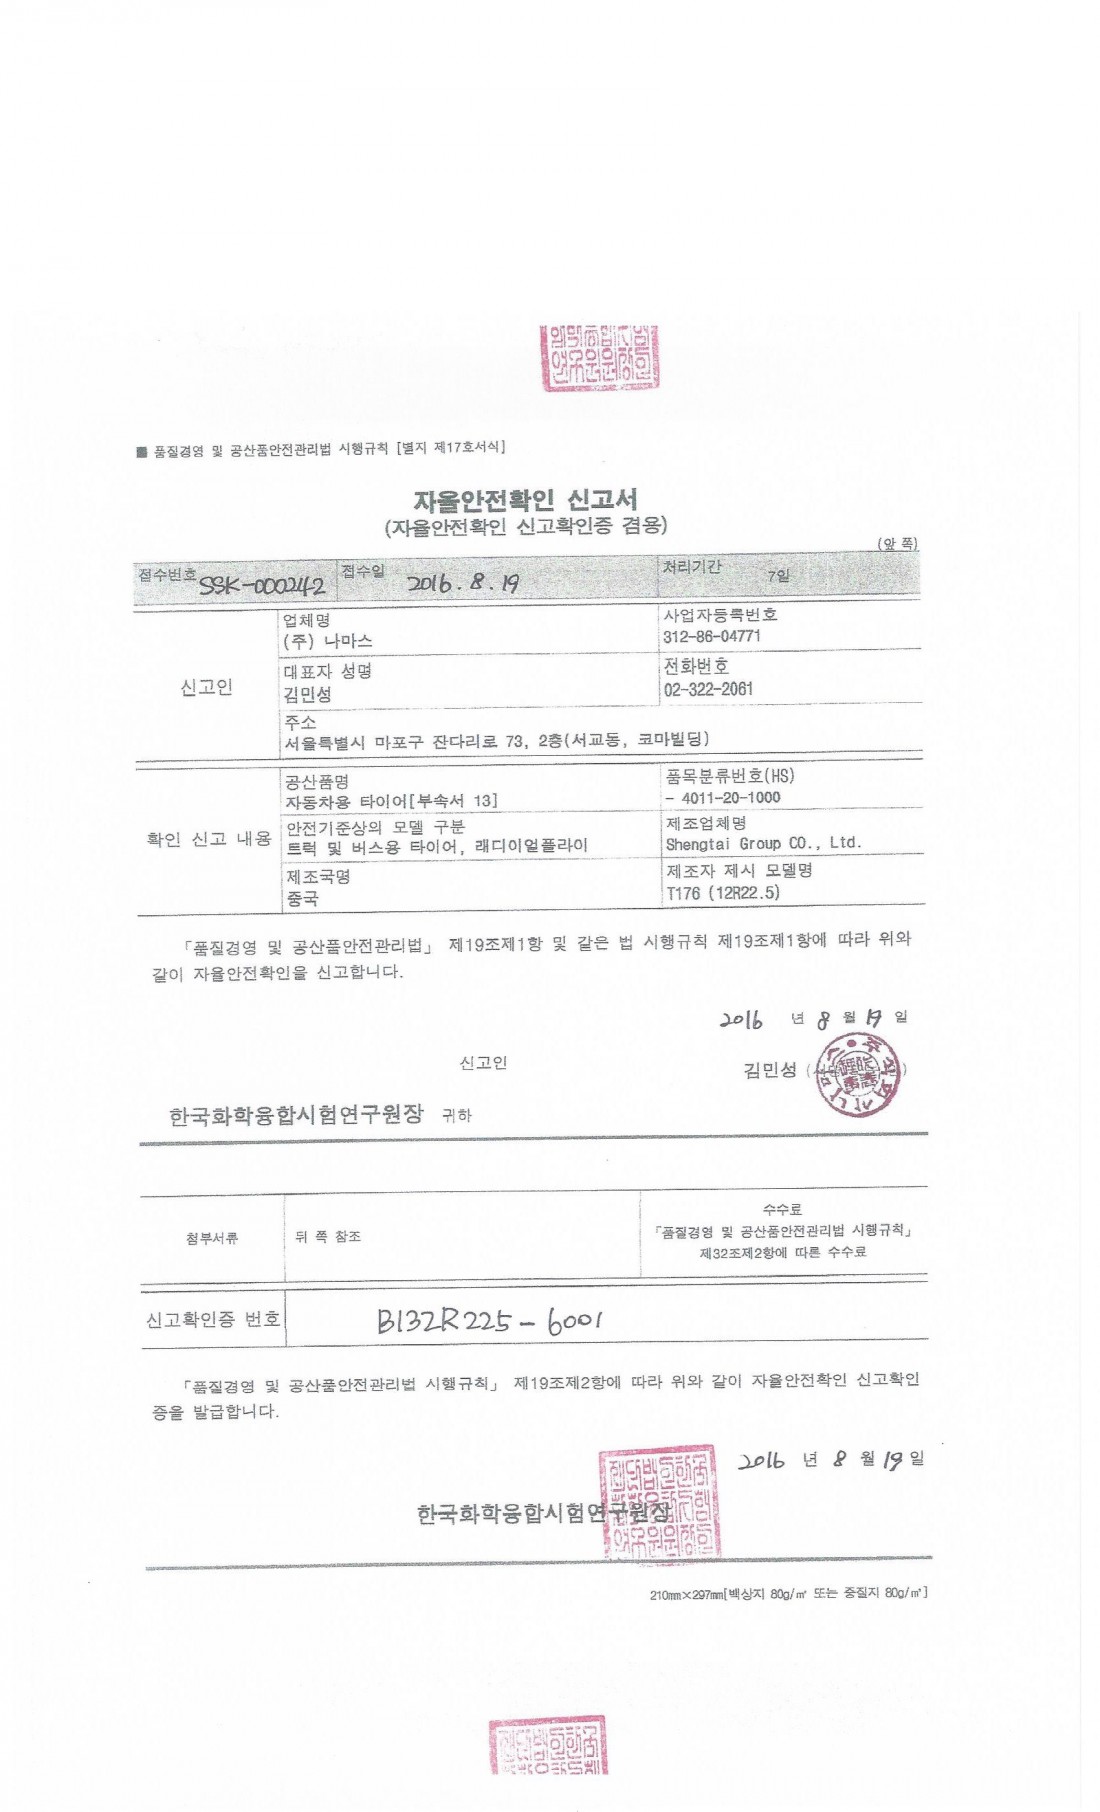 ■ 품질경영 및 공산품안전관리법 시행규칙 [별지 제17호서식]
자율안전확인 신고서
(자율안전확인 신고확인증 겸용)
(앞 쪽)
접수번호 SSK-000242 접수일 2016. 8. 19 처리기간 7일
신고인
업체명
(주) 나마스
사업자등록번호
312-86-04771
대표자 성명
김민성
전화번호
02-322-2061
주소
서울특별시 마포구 잔다리로 73, 2층(서교동, 코마빌딩)
확인 신고 내용
공산품명
자동차용 타이어[부속서 13]
품목분류번호(HS)
- 4011-20-1000
안전기준상의 모델 구분
트럭 및 버스용 타이어, 래디이얼플라이
제조업체명
Shengtai Group CO., Ltd.
제조국명
중국
제조자 제시 모델명
T176 (12R22.5)
「품질경영 및 공산품안전관리법」 제19조제1항 및 같은 법 시행규칙 제19조제1항에 따라 위와
같이 자율안전확인을 신고합니다.
2016 년 8 월 19 일
신고인 김민성
한국화학융합시험연구원장 귀하
첨부서류
뒤 쪽 참조
수수료
「품질경영 및 공산품안전관리법 시행규칙」
제32조제2항에 따른 수수료
신고확인증 번호 B132R225-6001
「품질경영 및 공산품안전관리법 시행규칙」 제19조제2항에 따라 위와 같이 자율안전확인 신고확인
증을 발급합니다.
2016 년 8 월 19 일
한국화학융합시험연구원장
210㎜×297㎜[백상지 80g/㎡ 또는 중질지 80g/㎡]